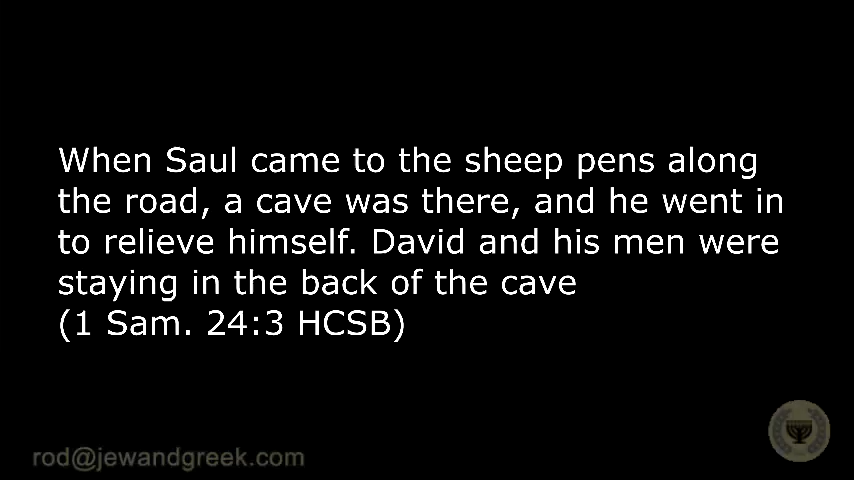 When Saul came to the sheep pens along
the road, a cave was there, and he went in
to relieve himself. David and his men were
staying in the back of the cave
(1 Sam. 24:3 HCSB)
rod@jewandgreek.com